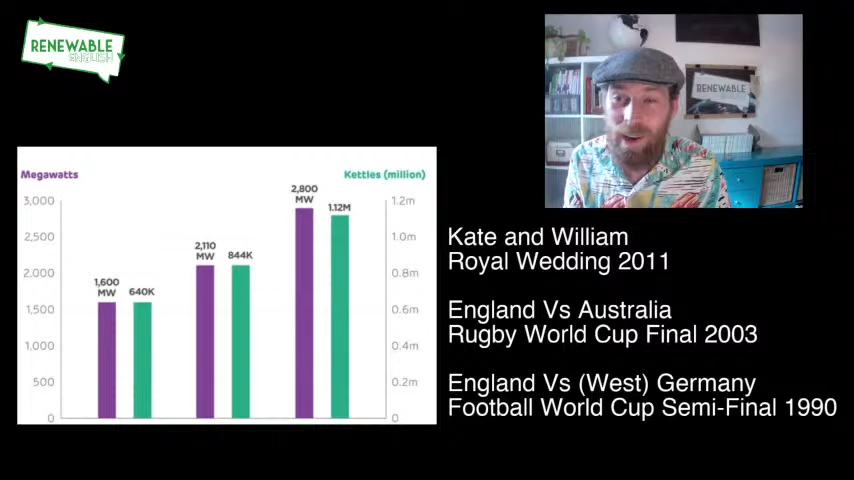 RENEWABLE
ENGLISH
RENEWABLE
Megawatts
Kettles (million)
3,000
2,500
2,000
1,500
1,000
500
0
1,600
MW
640K
2,110
MW
844K
2,800
MW
1.12M
1.2m
1.0m
0.8m
0.6m
0.4m
0.2m
0
Kate and William
Royal Wedding 2011
England Vs Australia
Rugby World Cup Final 2003
England Vs (West) Germany
Football World Cup Semi-Final 1990